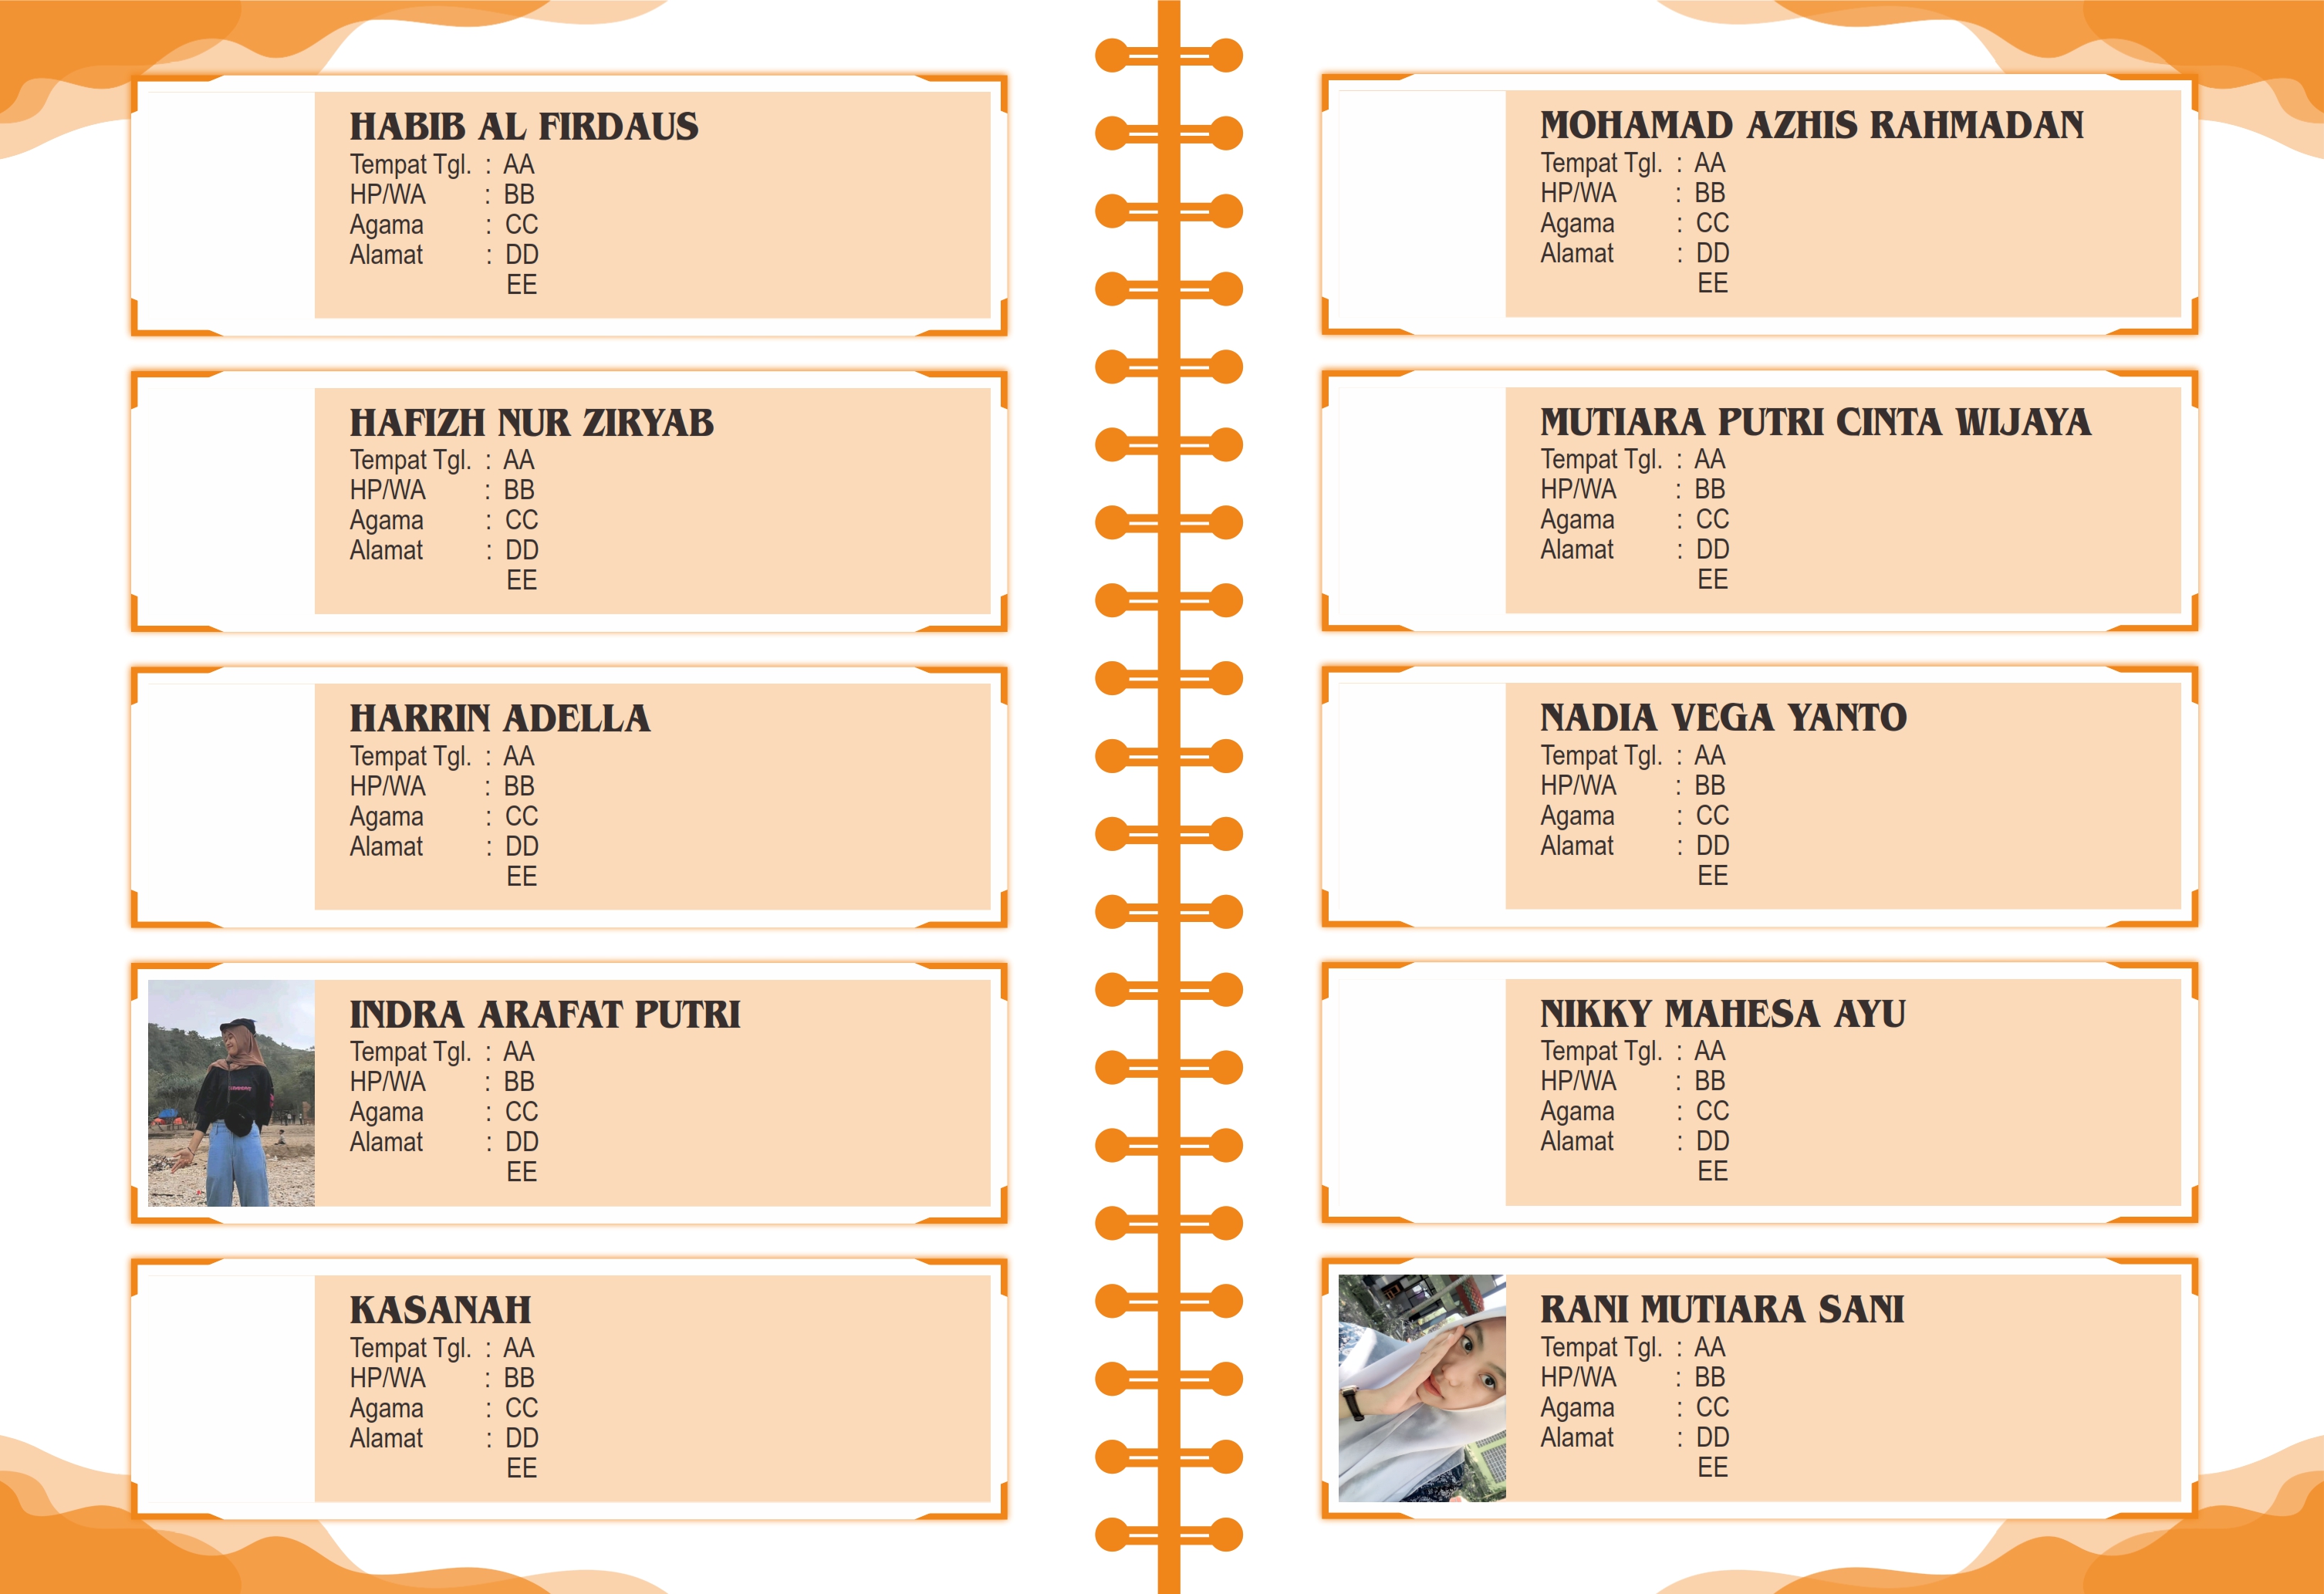 HABIB AL FIRDAUS
Tempat Tgl. : AA
HP/WA : BB
Agama : CC
Alamat : DD
EE
HAFIZH NUR ZIRYAB
Tempat Tgl. : AA
HP/WA : BB
Agama : CC
Alamat : DD
EE
HARRIN ADELLA
Tempat Tgl. : AA
HP/WA : BB
Agama : CC
Alamat : DD
EE
INDRA ARAFAT PUTRI
Tempat Tgl. : AA
HP/WA : BB
Agama : CC
Alamat : DD
EE
KASANAH
Tempat Tgl. : AA
HP/WA : BB
Agama : CC
Alamat : DD
EE
MOHAMAD AZHIS RAHMADAN
Tempat Tgl. : AA
HP/WA : BB
Agama : CC
Alamat : DD
EE
MUTIARA PUTRI CINTA WIJAYA
Tempat Tgl. : AA
HP/WA : BB
Agama : CC
Alamat : DD
EE
NADIA VEGA YANTO
Tempat Tgl. : AA
HP/WA : BB
Agama : CC
Alamat : DD
EE
NIKKY MAHESA AYU
Tempat Tgl. : AA
HP/WA : BB
Agama : CC
Alamat : DD
EE
RANI MUTIARA SANI
Tempat Tgl. : AA
HP/WA : BB
Agama : CC
Alamat : DD
EE